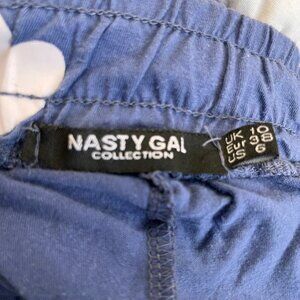 NASTY GAL
COLLECTION
UK 10
Eur 38
US 6